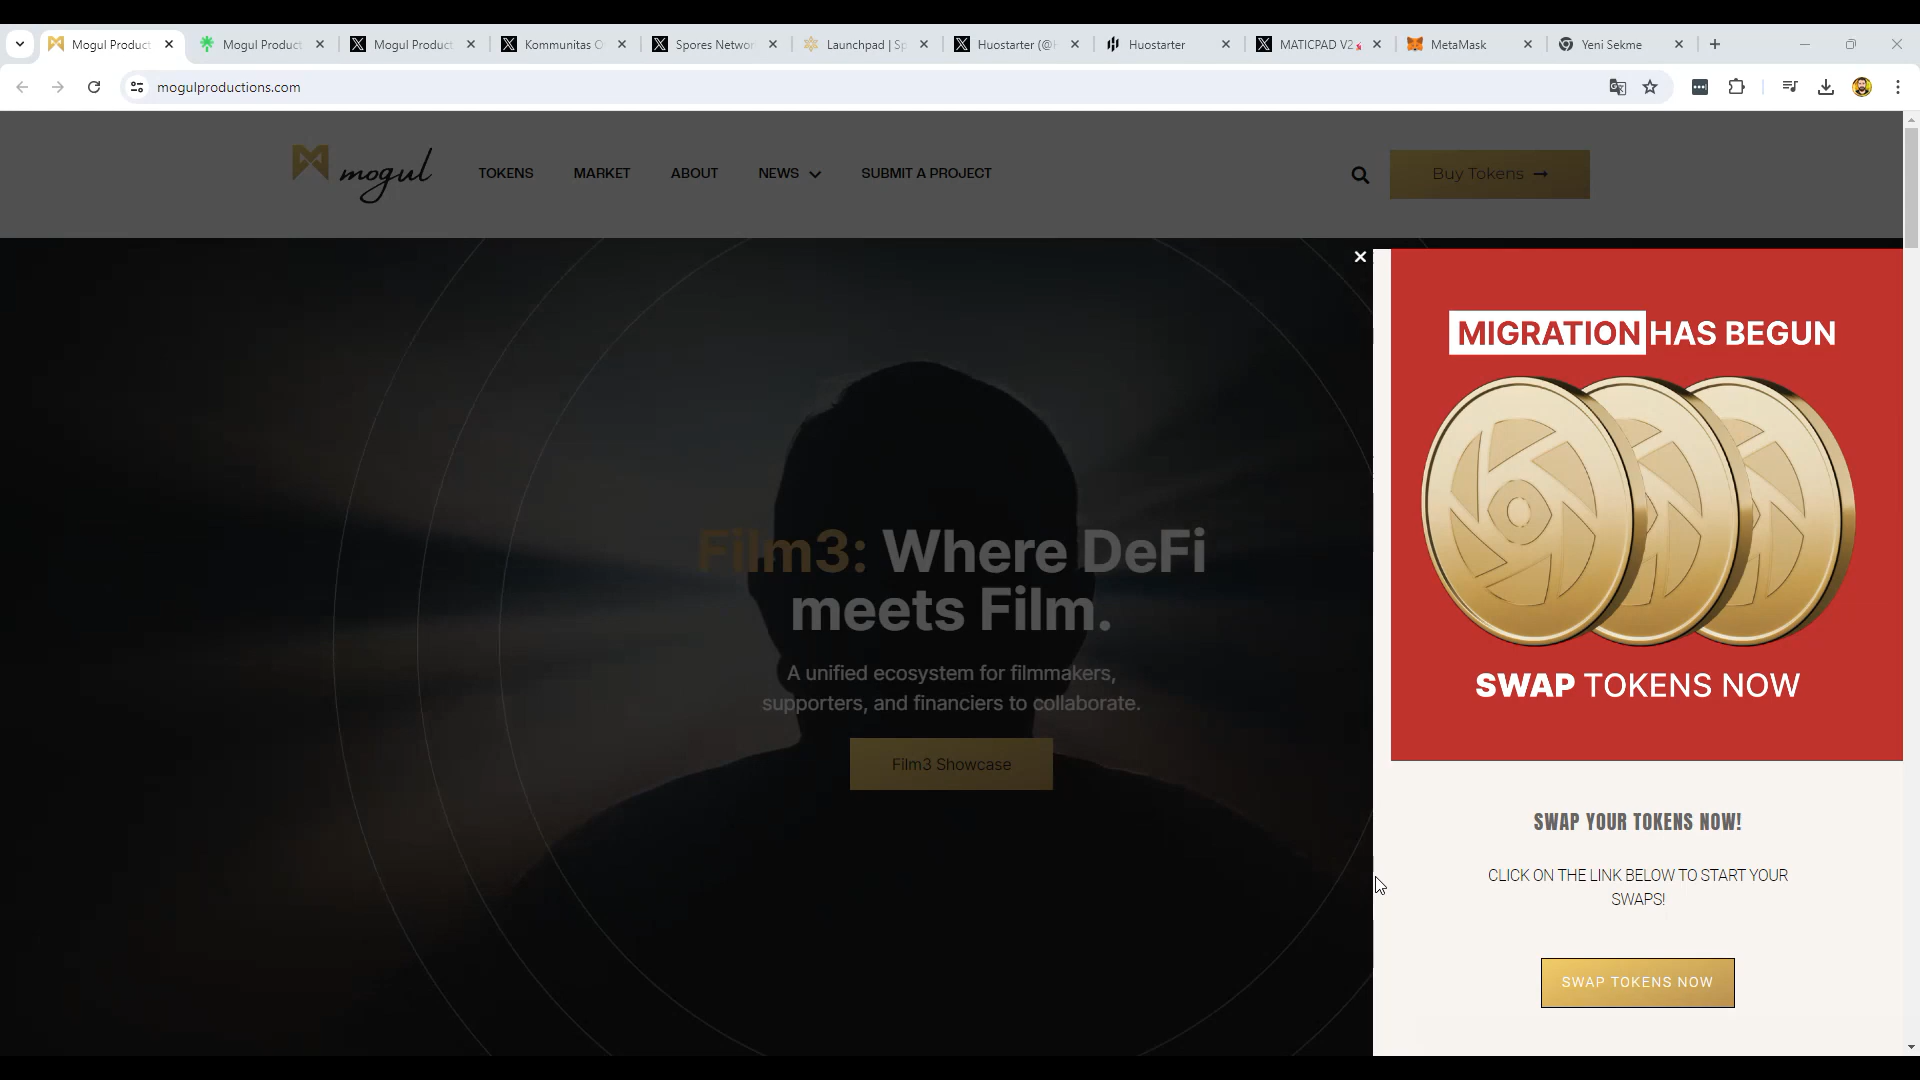 Mogul Product
Mogul Product
Mogul Product
Kommunitas O
Spores Networ
Launchpad | Sp
Huostarter (@H
Huostarter
MATICPAD V2
MetaMask
Yeni Sekme
mogulproductions.com
mogul
TOKENS
MARKET
ABOUT
NEWS
SUBMIT A PROJECT
Buy Tokens
Film3: Where DeFi
meets Film.
A unified ecosystem for filmmakers,
supporters, and financiers to collaborate.
Film3 Showcase
MIGRATION HAS BEGUN
SWAP TOKENS NOW
SWAP YOUR TOKENS NOW!
CLICK ON THE LINK BELOW TO START YOUR
SWAPS!
SWAP TOKENS NOW